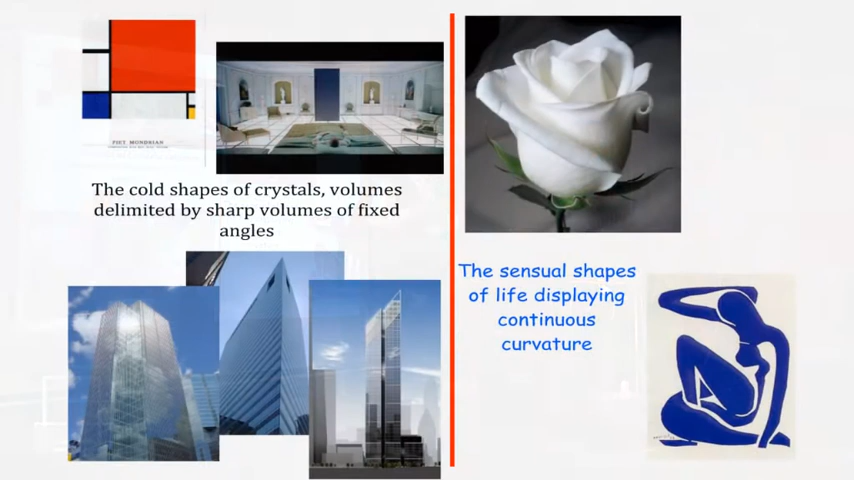 PIET MONDRIAN
The cold shapes of crystals, volumes
delimited by sharp volumes of fixed
angles
The sensual shapes
of life displaying
continuous
curvature